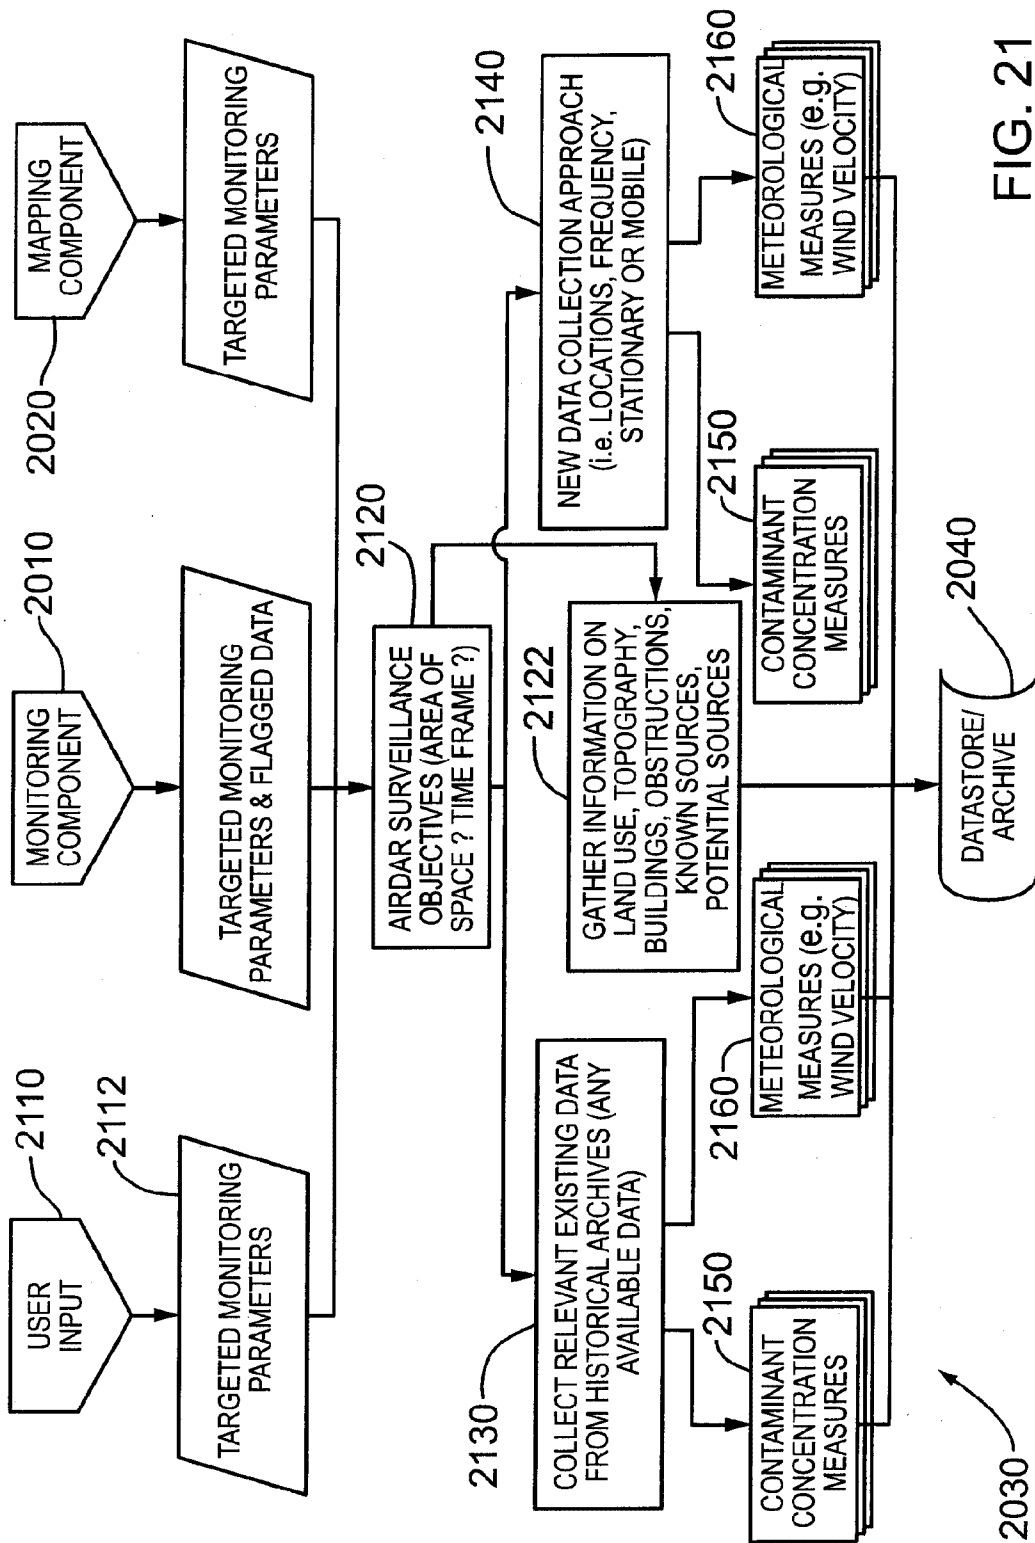 USER
INPUT
2110
MONITORING
COMPONENT
2010
MAPPING
COMPONENT
2020
TARGETED MONITORING
PARAMETERS
2112
TARGETED MONITORING
PARAMETERS & FLAGGED DATA
TARGETED MONITORING
PARAMETERS
AIRDAR SURVEILLANCE
OBJECTIVES (AREA OF
SPACE ? TIME FRAME ?)
2120
COLLECT RELEVANT EXISTING DATA
FROM HISTORICAL ARCHIVES (ANY
AVAILABLE DATA)
2130
GATHER INFORMATION ON
LAND USE, TOPOGRAPHY,
BUILDINGS, OBSTRUCTIONS,
KNOWN SOURCES,
POTENTIAL SOURCES
2122
NEW DATA COLLECTION APPROACH
(i.e. LOCATIONS, FREQUENCY,
STATIONARY OR MOBILE)
2140
CONTAMINANT
CONCENTRATION
MEASURES
2150
METEOROLOGICAL
MEASURES (e.g.
WIND VELOCITY)
2160
CONTAMINANT
CONCENTRATION
MEASURES
2150
METEOROLOGICAL
MEASURES (e.g.
WIND VELOCITY)
2160
DATASTORE/
ARCHIVE
2040
2030
FIG. 21